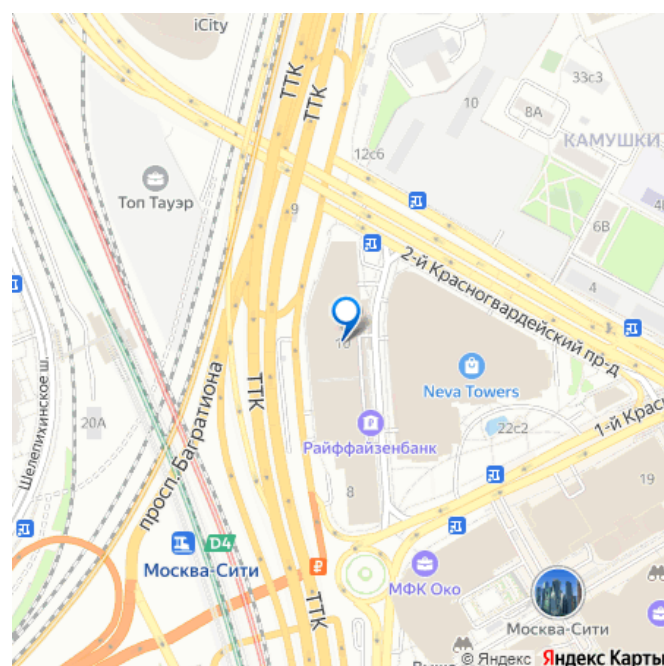 iCity
ТТК
ТТК
33с3
10
8А
КАМУШКИ
12с6
Топ Тауэр
9
6В
2-й Красногвардейский пр-д
4
10
Neva Towers
ТТК
Шелепихинское ш.
просп. Багратиона
20А
Райффайзенбанк
22с2
1-й Крас
8
19
D4
Москва-Сити
МФК Око
ТТК
Москва-Сити
© Яндекс Яндекс Карты